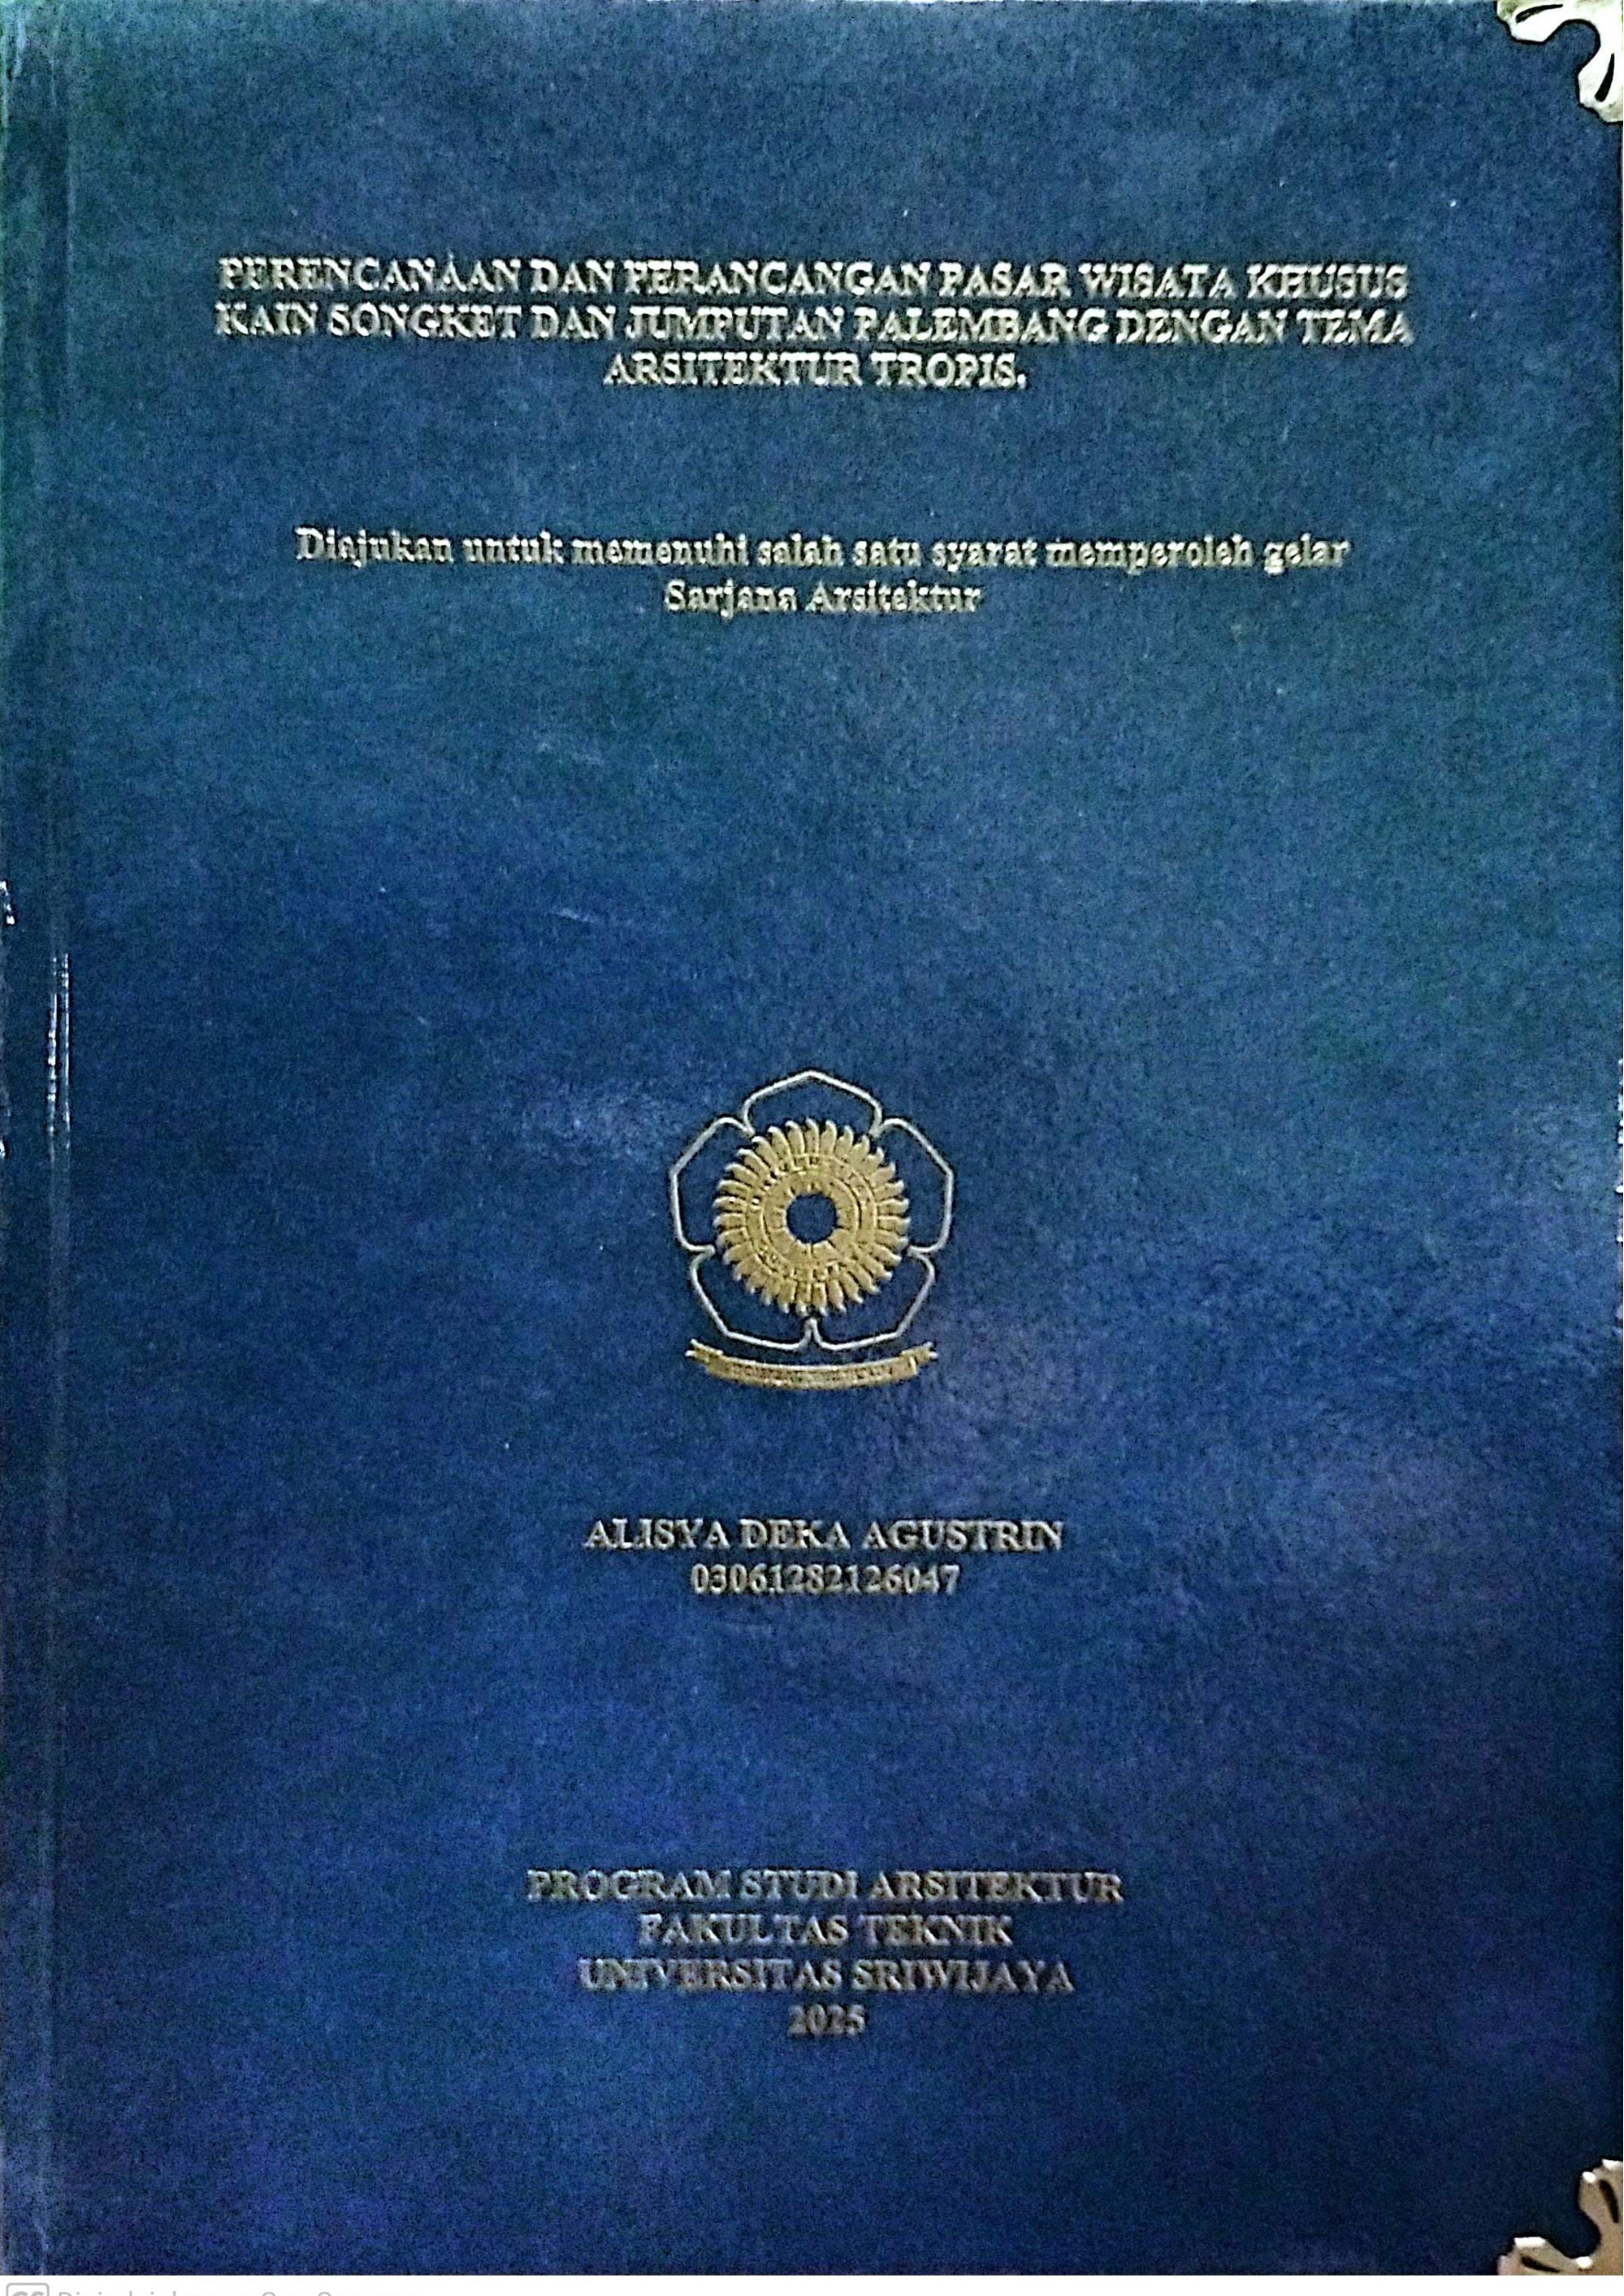 PERENCANAAN DAN PERANCANGAN PASAR WISATA KHUSUS
KAIN SONGKET DAN JUMPUTAN PALEMBANG DENGAN TEMA
ARSITEKTUR TROPIS.
Diajukan untuk memenuhi salah satu syarat memperoleh gelar
Sarjana Arsitektur
ALISYA DEKA AGUSTRIN
03061282126047
PROGRAM STUDI ARSITEKTUR
FAKULTAS TEKNIK
UNIVERSITAS SRIWIJAYA
2025